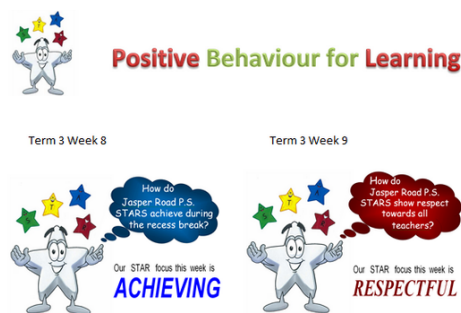 Positive Behaviour for Learning
Term 3 Week 8
Term 3 Week 9
How do
Jasper Road P.S.
STARS achieve during
the recess break?
Our STAR focus this week is
ACHIEVING
How do
Jasper Road P.S.
STARS show respect
towards all
teachers?
Our STAR focus this week is
RESPECTFUL